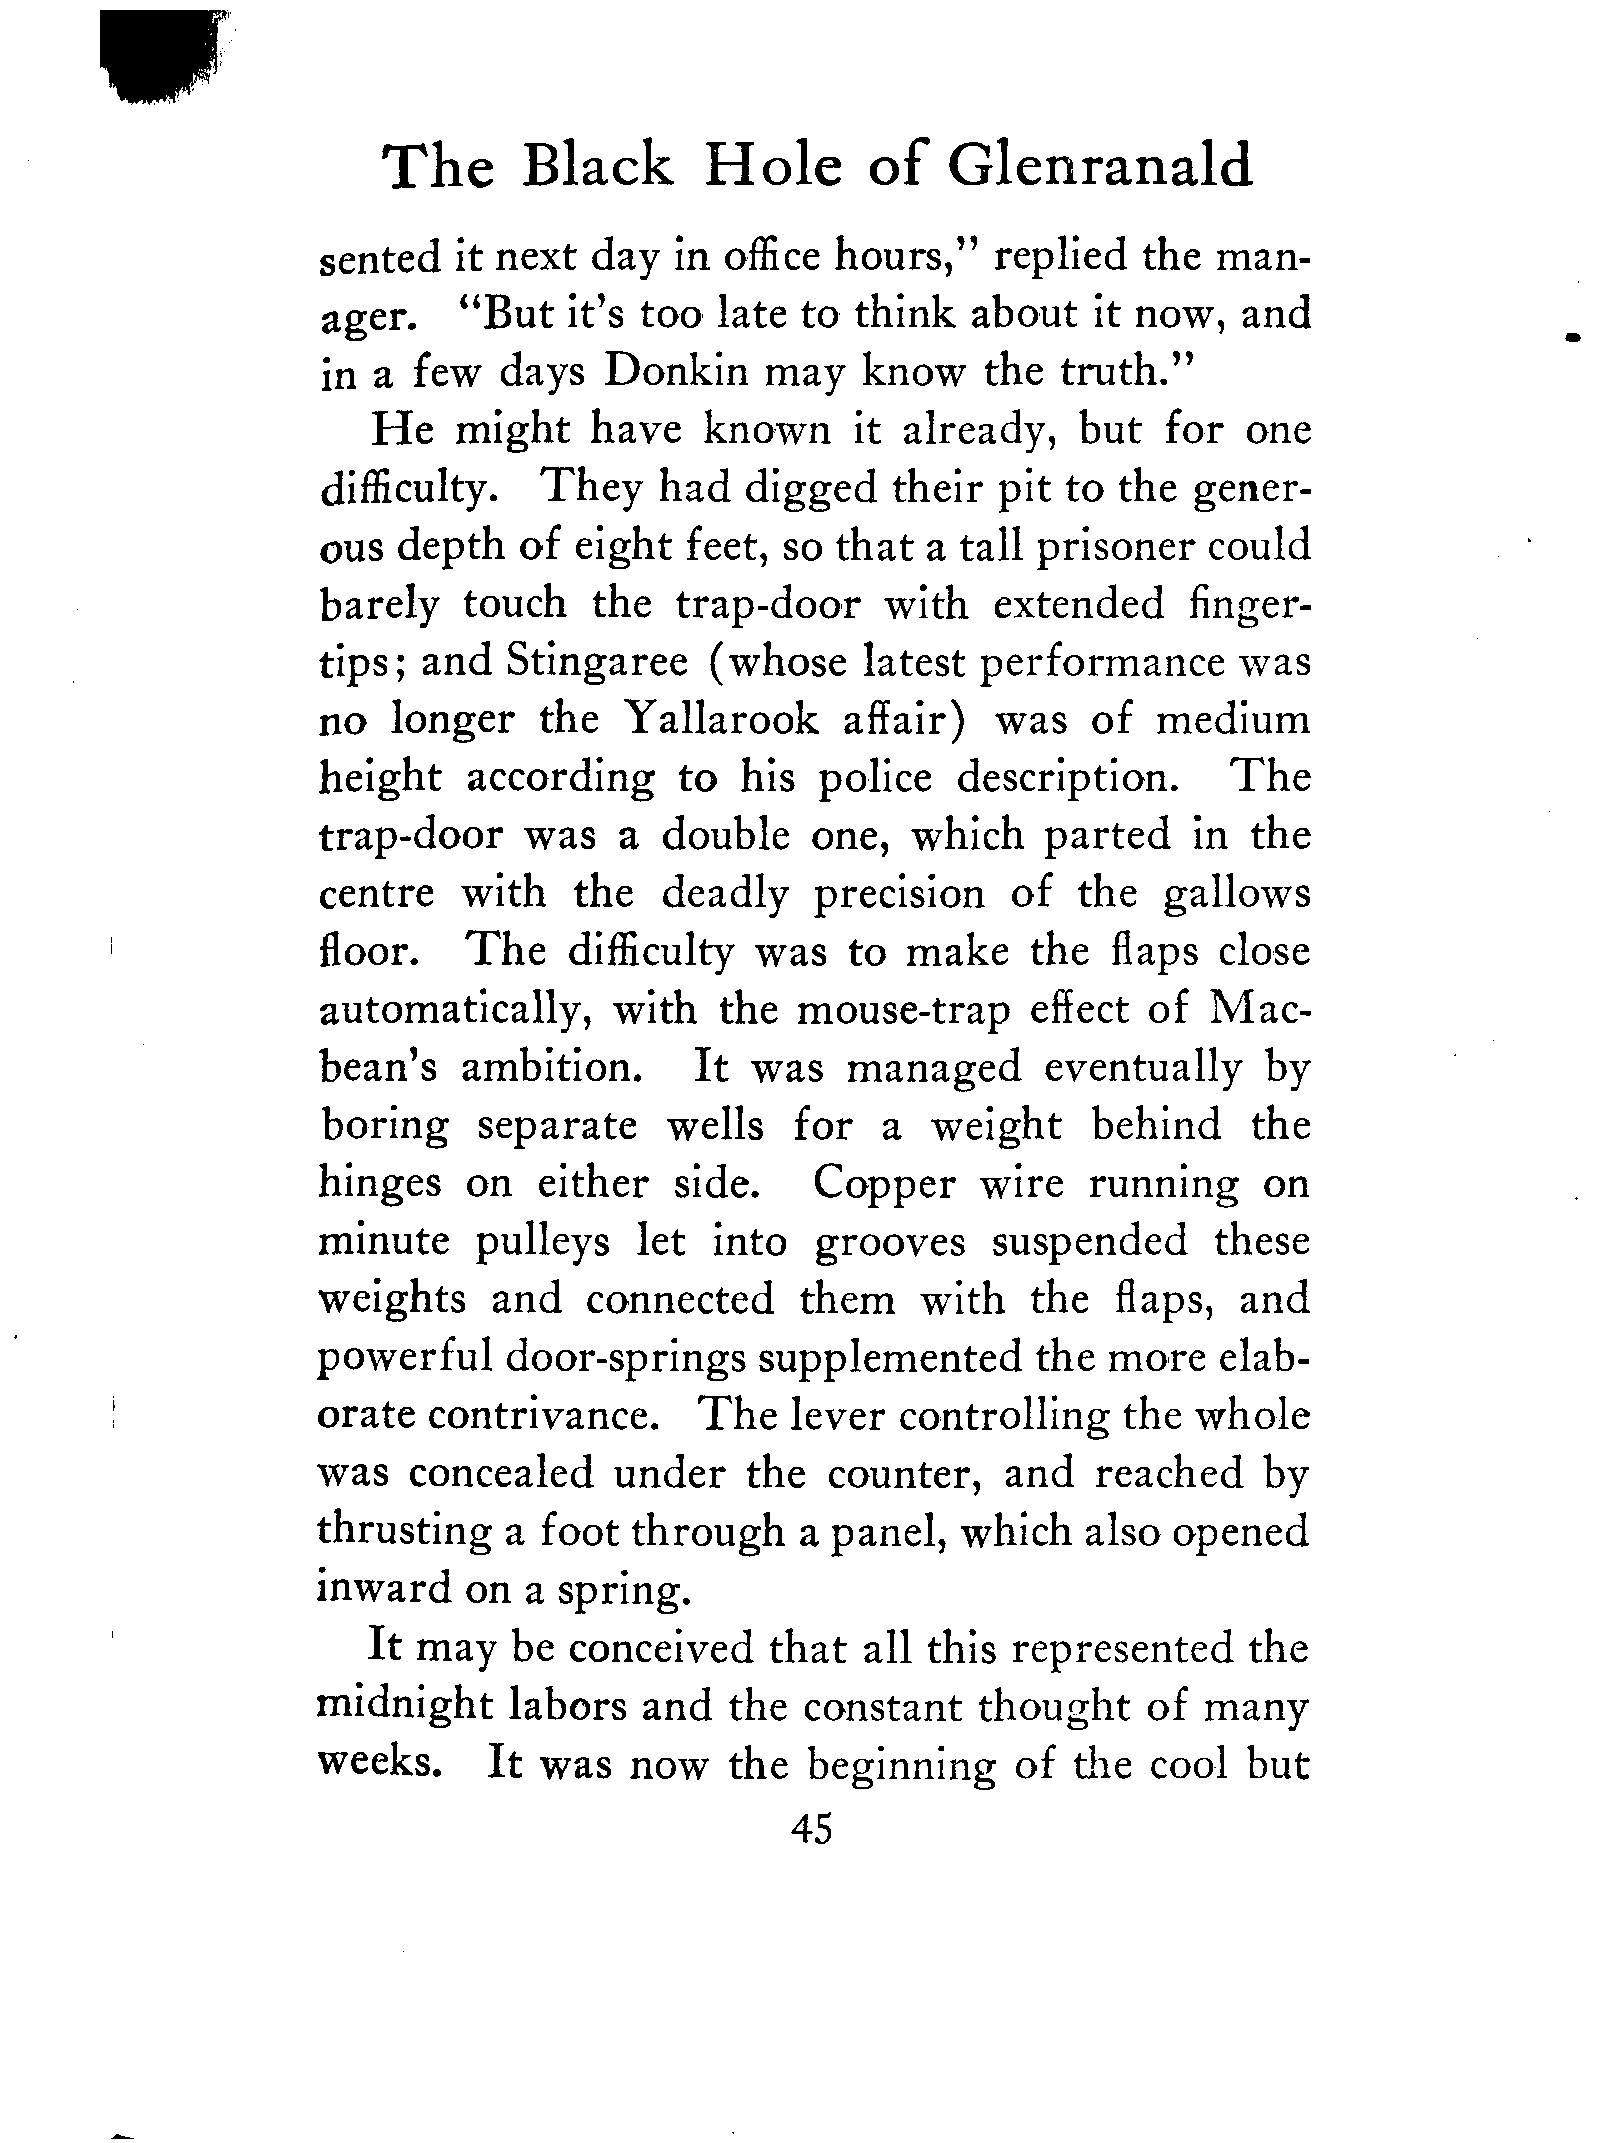 The Black Hole of Glenranald
sented it next day in office hours," replied the man-
ager. "But it's too late to think about it now, and
in a few days Donkin may know the truth."
He might have known it already, but for one
difficulty. They had digged their pit to the gener-
ous depth of eight feet, so that a tall prisoner could
barely touch the trap-door with extended finger-
tips; and Stingaree (whose latest performance was
no longer the Yallarook affair) was of medium
height according to his police description. The
trap-door was a double one, which parted in the
centre with the deadly precision of the gallows
floor. The difficulty was to make the flaps close
automatically, with the mouse-trap effect of Mac-
bean's ambition. It was managed eventually by
boring separate wells for a weight behind the
hinges on either side. Copper wire running on
minute pulleys let into grooves suspended these
weights and connected them with the flaps, and
powerful door-springs supplemented the more elab-
orate contrivance. The lever controlling the whole
was concealed under the counter, and reached by
thrusting a foot through a panel, which also opened
inward on a spring.
It may be conceived that all this represented the
midnight labors and the constant thought of many
weeks. It was now the beginning of the cool but
45